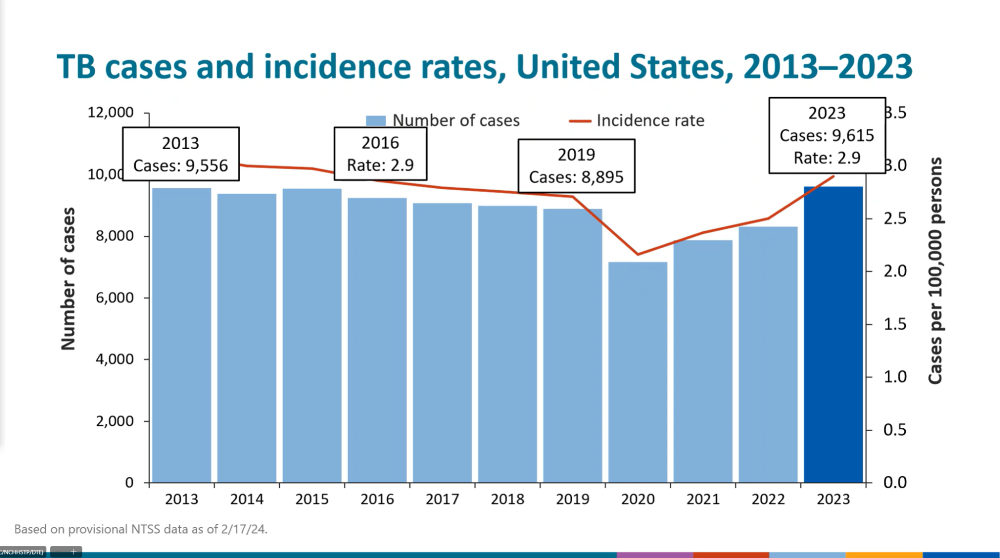 TB cases and incidence rates, United States, 2013–2023
Number of cases
Incidence rate
2013
Cases: 9,556
2016
Rate: 2.9
2019
Cases: 8,895
2023
Cases: 9,615
Rate: 2.9
Number of cases
12,000
10,00
8,000
6,000
4,000
2,000
0
3.5
3.0
2.5
2.0
1.5
1.0
0.5
0.0
Cases per 100,000 persons
2013 2014 2015 2016 2017 2018 2019 2020 2021 2022 2023
Based on provisional NTSS data as of 2/17/24.
C/NCHHSTP/DTE)